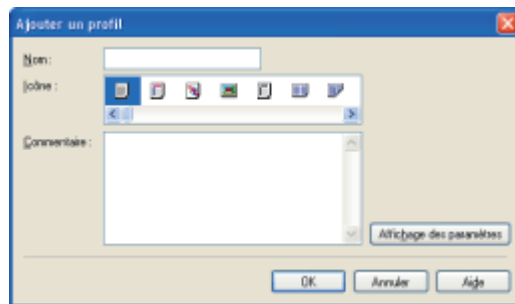 Ajouter un profil
Nom :
Icône :
Commentaire :
Affichage des paramètres
OK Annuler Aide